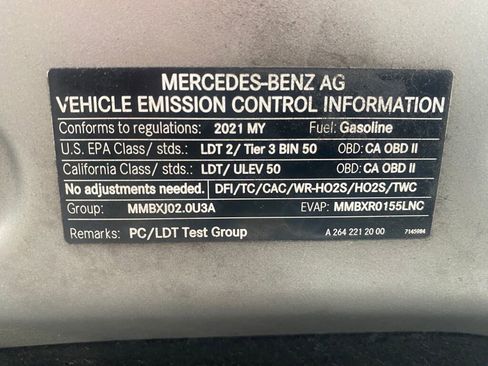 MERCEDES-BENZ AG
VEHICLE EMISSION CONTROL INFORMATION
Conforms to regulations: 2021 MY Fuel: Gasoline
U.S. EPA Class/ stds.: LDT 2/ Tier 3 BIN 50 OBD: CA OBD II
California Class/ stds.: LDT/ ULEV 50 OBD: CA OBD II
No adjustments needed. DFI/TC/CAC/WR-HO2S/HO2S/TWC
Group: MMBXJ02.0U3A EVAP: MMBXR0155LNC
Remarks: PC/LDT Test Group A 264 221 20 00 7145984